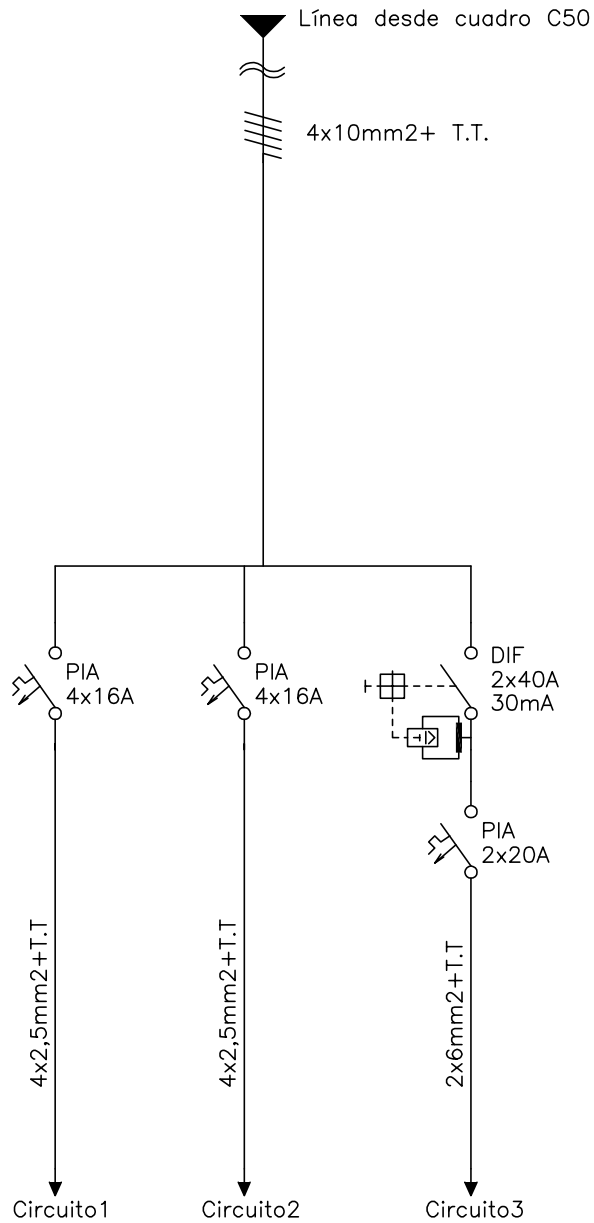 Línea desde cuadro C50
4x10mm2+ T.T.
PIA
4x16A
PIA
4x16A
DIF
2x40A
30mA
PIA
2x20A
4x2,5mm2+T.T
4x2,5mm2+T.T
2x6mm2+T.T
Circuito1
Circuito2
Circuito3